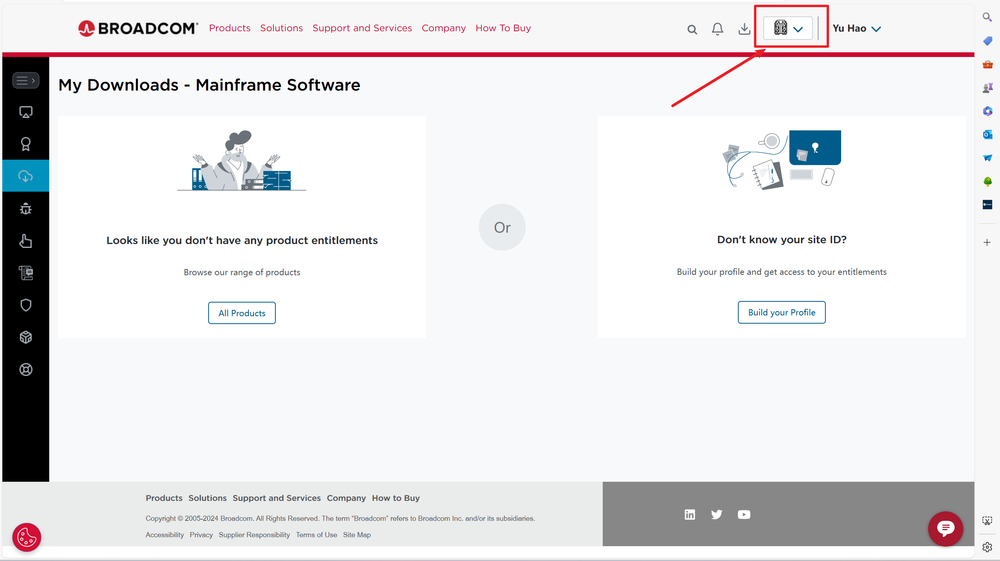 BROADCOM®
Products Solutions Support and Services Company How To Buy
Yu Hao
My Downloads - Mainframe Software
Looks like you don't have any product entitlements
Browse our range of products
All Products
Or
Don't know your site ID?
Build your profile and get access to your entitlements
Build your Profile
Products Solutions Support and Services Company How to Buy
Copyright © 2005-2024 Broadcom. All Rights Reserved. The term “Broadcom” refers to Broadcom Inc. and/or its subsidiaries.
Accessibility Privacy Supplier Responsibility Terms of Use Site Map